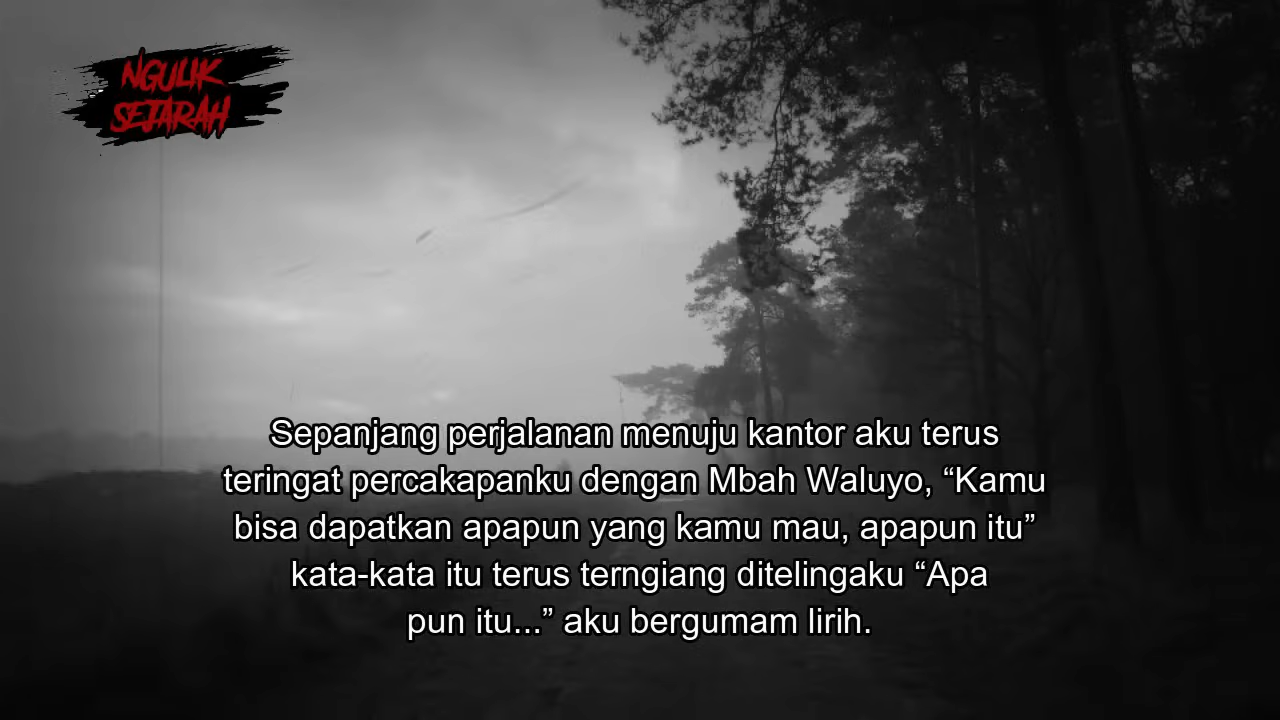 NGULIK
SEJARAH
Sepanjang perjalanan menuju kantor aku terus
teringat percakapanku dengan Mbah Waluyo, “Kamu
bisa dapatkan apapun yang kamu mau, apapun itu”
kata-kata itu terus terngiang ditelingaku “Apa
pun itu...” aku bergumam lirih.